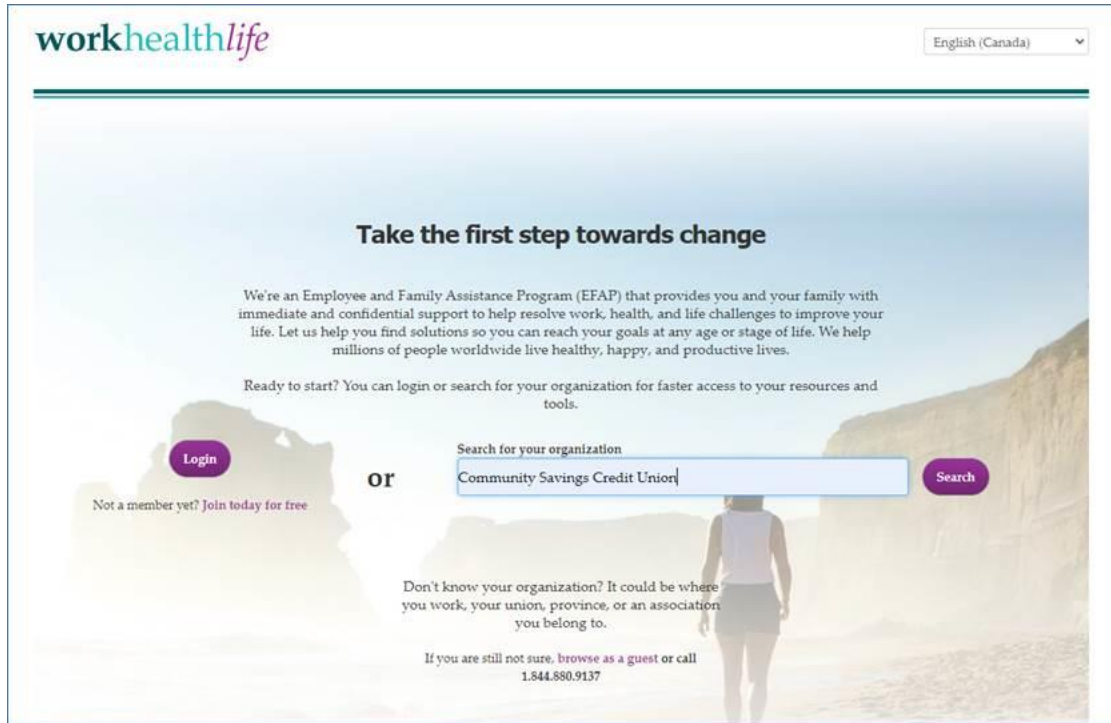 workhealthlife
English (Canada)
Take the first step towards change
We're an Employee and Family Assistance Program (EFAP) that provides you and your family with
immediate and confidential support to help resolve work, health, and life challenges to improve your
life. Let us help you find solutions so you can reach your goals at any age or stage of life. We help
millions of people worldwide live healthy, happy, and productive lives.
Ready to start? You can login or search for your organization for faster access to your resources and
tools.
Login
Not a member yet? Join today for free
or
Search for your organization
Community Savings Credit Union
Search
Don't know your organization? It could be where
you work, your union, province, or an association
you belong to.
If you are still not sure, browse as a guest or call
1.844.880.9137